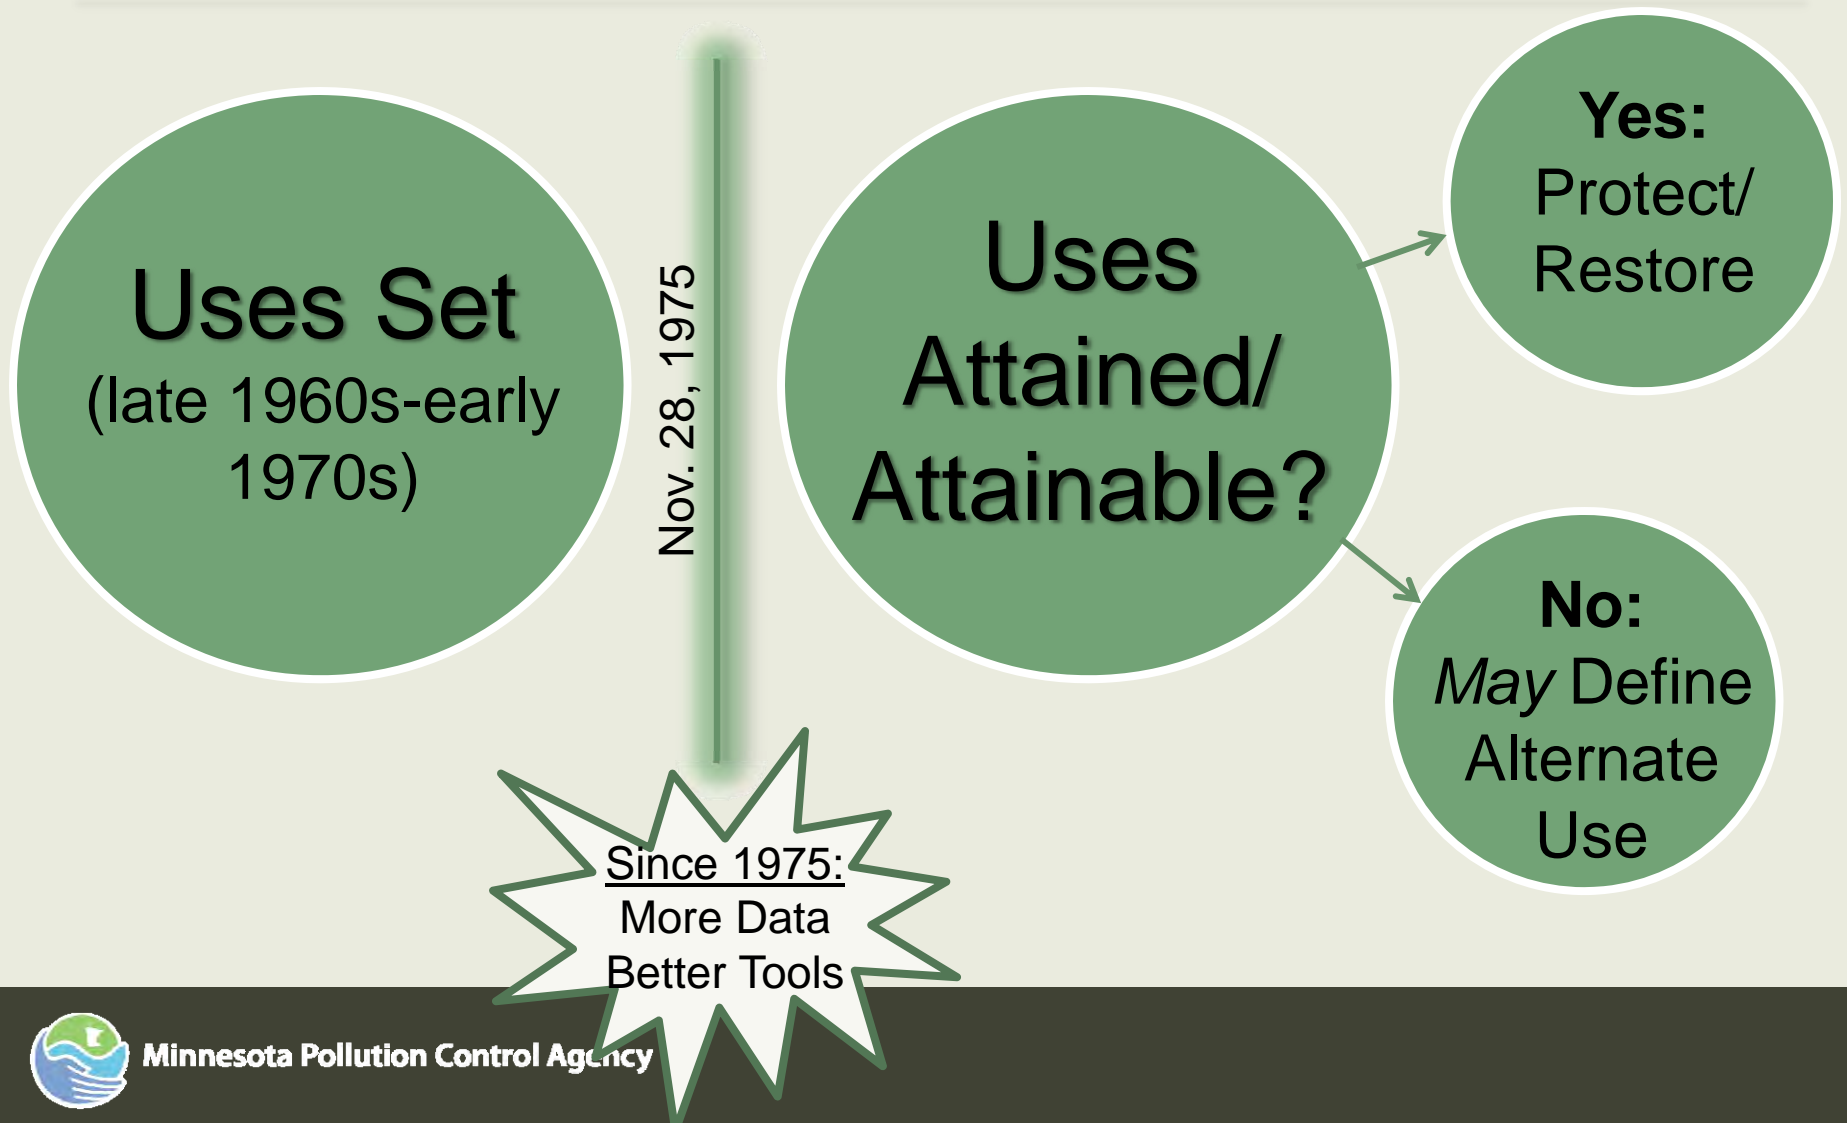 Uses Set
(late 1960s-early
1970s)
Nov. 28, 1975
Uses
Attained/
Attainable?
Yes:
Protect/
Restore
No:
May Define
Alternate
Use
Since 1975:
More Data
Better Tools
Minnesota Pollution Control Agency